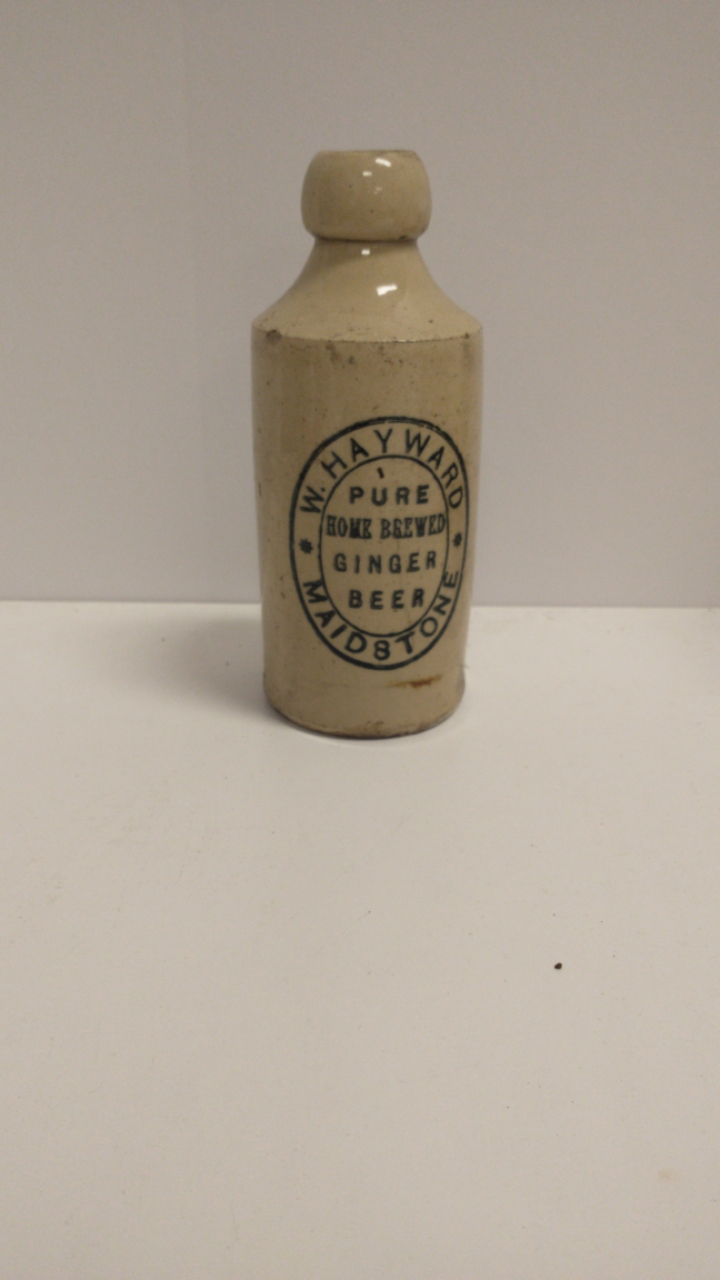 W. HAYWARD
PURE
HOME BREWED
GINGER
BEER
MAIDSTONE